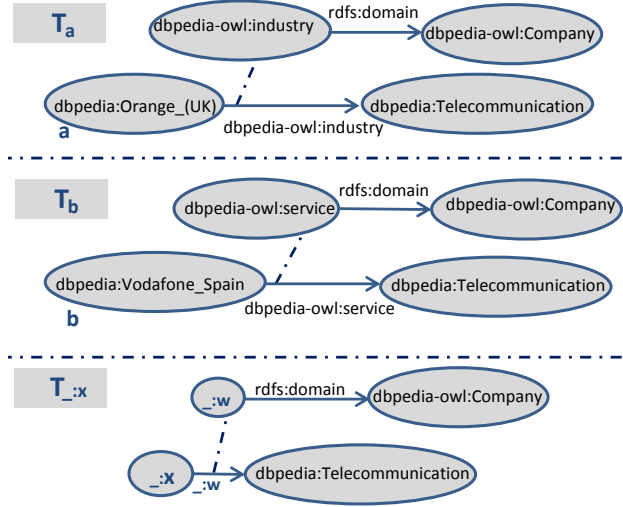 Ta
dbpedia-owl:industry
rdfs:domain
dbpedia-owl:Company
dbpedia:Orange_(UK)
dbpedia:Telecommunication
a
dbpedia-owl:industry
Tb
dbpedia-owl:service
rdfs:domain
dbpedia-owl:Company
dbpedia:Vodafone_Spain
dbpedia:Telecommunication
b
dbpedia-owl:service
T_:x
_:w
rdfs:domain
dbpedia-owl:Company
_:x
_:w
dbpedia:Telecommunication